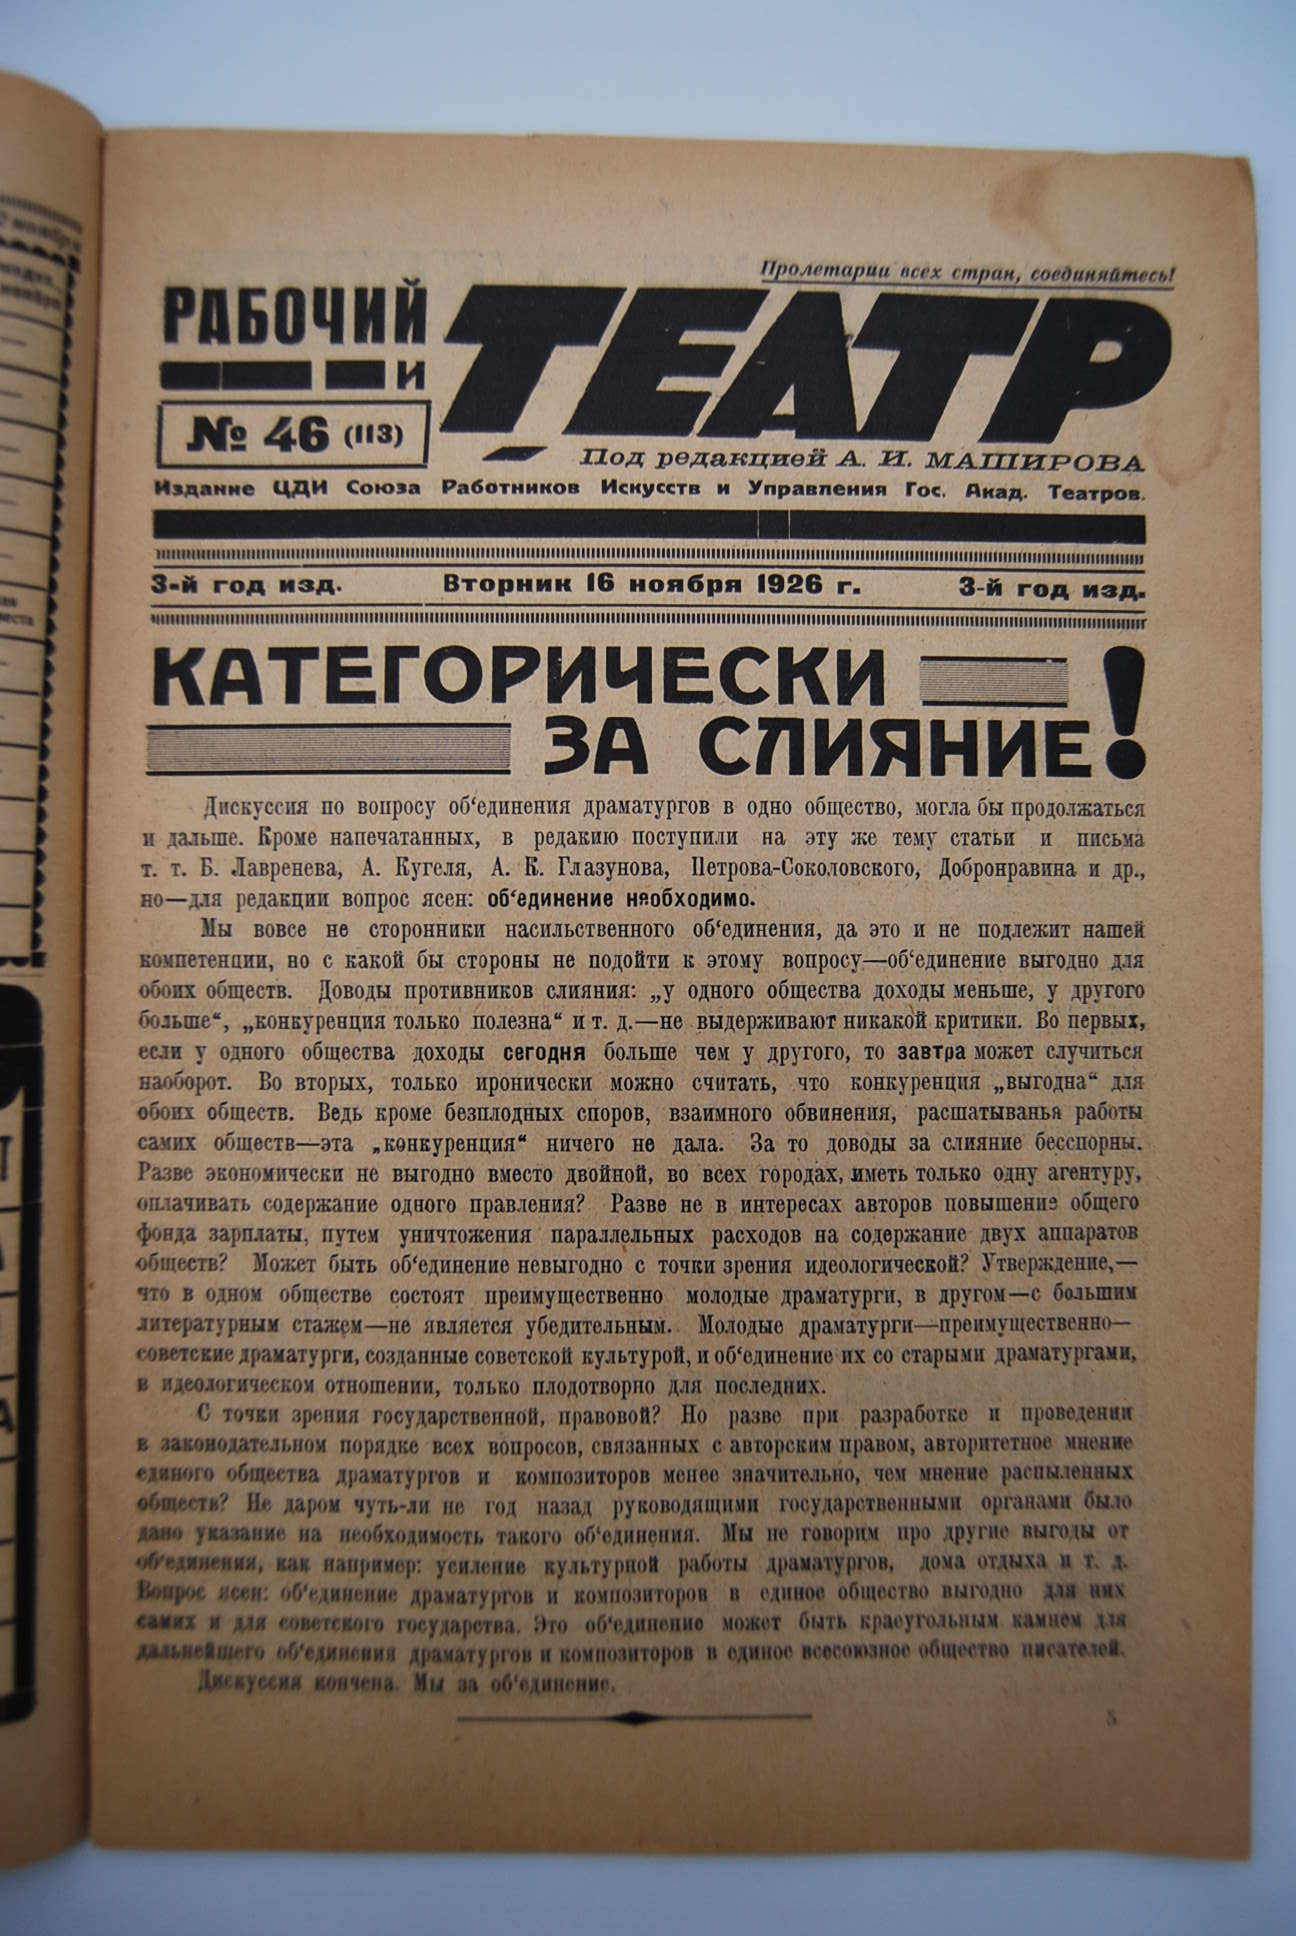 Пролетарии всех стран, соединяйтесь!
РАБОЧИЙ
И
ТЕАТР
№ 46 (113)
Под редакцией А. И. МАШИРОВА
Издание ЦДИ Союза Работников Искусств и Управления Гос. Акад. Театров.
3-й год изд. Вторник 16 ноября 1926 г. 3-й год изд.
КАТЕГОРИЧЕСКИ
ЗА СЛИЯНИЕ!
Дискуссия по вопросу об‘единения драматургов в одно общество, могла бы продолжаться
и дальше. Кроме напечатанных, в редакию поступили на эту же тему статьи и письма
т. т. Б. Лавренева, А. Кугеля, А. К. Глазунова, Петрова-Соколовского, Добронравина и др.,
но—для редакции вопрос ясен: об‘единение необходимо.
Мы вовсе не сторонники насильственного об‘единения, да это и не подлежит нашей
компетенции, но с какой бы стороны не подойти к этому вопросу—об‘единение выгодно для
обоих обществ. Доводы противников слияния: „у одного общества доходы меньше, у другого
больше“, „конкуренция только полезна“ и т. д.—не выдерживают никакой критики. Во первых,
если у одного общества доходы сегодня больше чем у другого, то завтра может случиться
наоборот. Во вторых, только иронически можно считать, что конкуренция „выгодна“ для
обоих обществ. Ведь кроме безплодных споров, взаимного обвинения, расшатыванья работы
самих обществ—эта „конкуренция“ ничего не дала. За то доводы за слияние бесспорны.
Разве экономически не выгодно вместо двойной, во всех городах, иметь только одну агентуру,
оплачивать содержание одного правления? Разве не в интересах авторов повышение общего
фонда зарплаты, путем уничтожения параллельных расходов на содержание двух аппаратов
обществ? Может быть об‘единение невыгодно с точки зрения идеологической? Утверждение,—
что в одном обществе состоят преимущественно молодые драматурги, в другом—с большим
литературным стажем—не является убедительным. Молодые драматурги—преимущественно—
советские драматурги, созданные советской культурой, и об‘единение их со старыми драматургами,
в идеологическом отношении, только плодотворно для последних.
С точки зрения государственной, правовой? Но разве при разработке и проведении
в законодательном порядке всех вопросов, связанных с авторским правом, авторитетное мнение
единого общества драматургов и композиторов менее значительно, чем мнение распыленных
обществ? Не даром чуть-ли не год назад руководящими государственными органами было
дано указание на необходимость такого об‘единения. Мы не говорим про другие выгоды от
об‘единения, как например: усиление культурной работы драматургов, дома отдыха и т. д.
Вопрос ясен: об‘единение драматургов и композиторов в единое общество выгодно для них
самих и для советского государства. Это об‘единение может быть краеугольным камнем для
дальнейшего об‘единения драматургов и композиторов в единое всесоюзное общество писателей.
Дискуссия кончена. Мы за об‘единение.
5